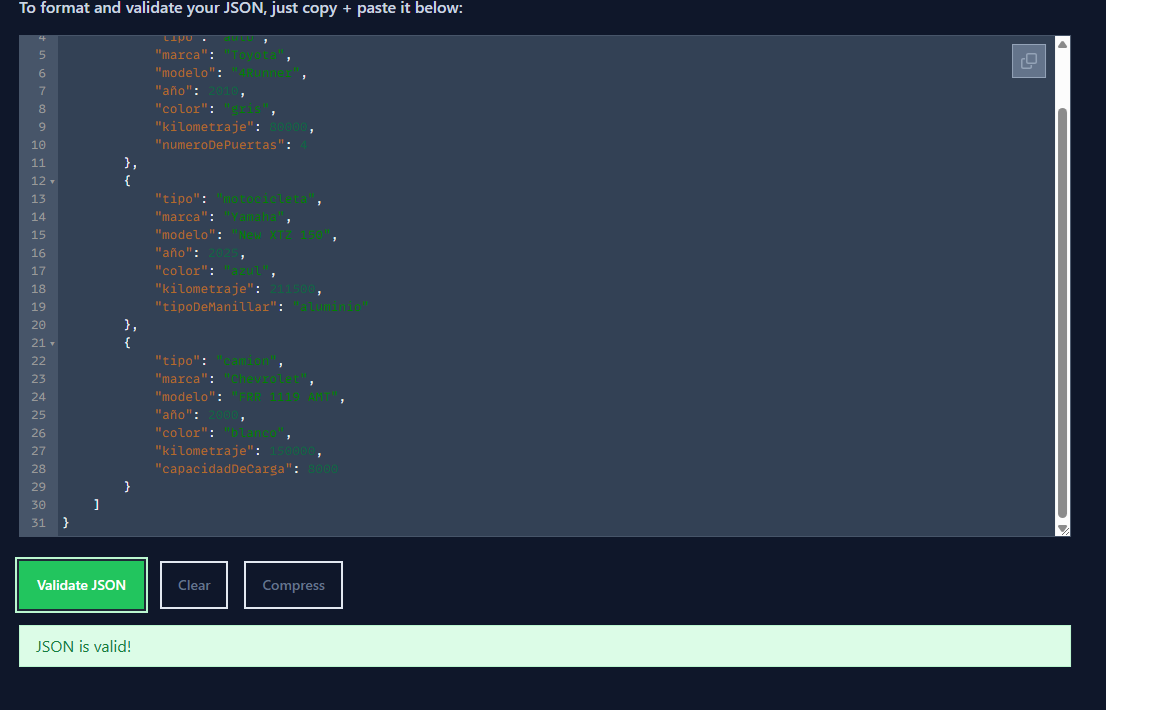 To format and validate your JSON, just copy + paste it below:
4 "tipo": "auto",
5 "marca": "Toyota",
6 "modelo": "4Runner",
7 "año": 2010,
8 "color": "gris",
9 "kilometraje": 80000,
10 "numeroDePuertas": 4
11 },
12 {
13 "tipo": "motocicleta",
14 "marca": "Yamaha",
15 "modelo": "New XTZ 150",
16 "año": 2025,
17 "color": "azul",
18 "kilometraje": 211500,
19 "tipoDeManillar": "aluminio"
20 },
21 {
22 "tipo": "camion",
23 "marca": "Chevrolet",
24 "modelo": "FRR 1119 AMT",
25 "año": 2000,
26 "color": "blanco",
27 "kilometraje": 150000,
28 "capacidadDeCarga": 8000
29 }
30 ]
31 }
Validate JSON
Clear
Compress
JSON is valid!